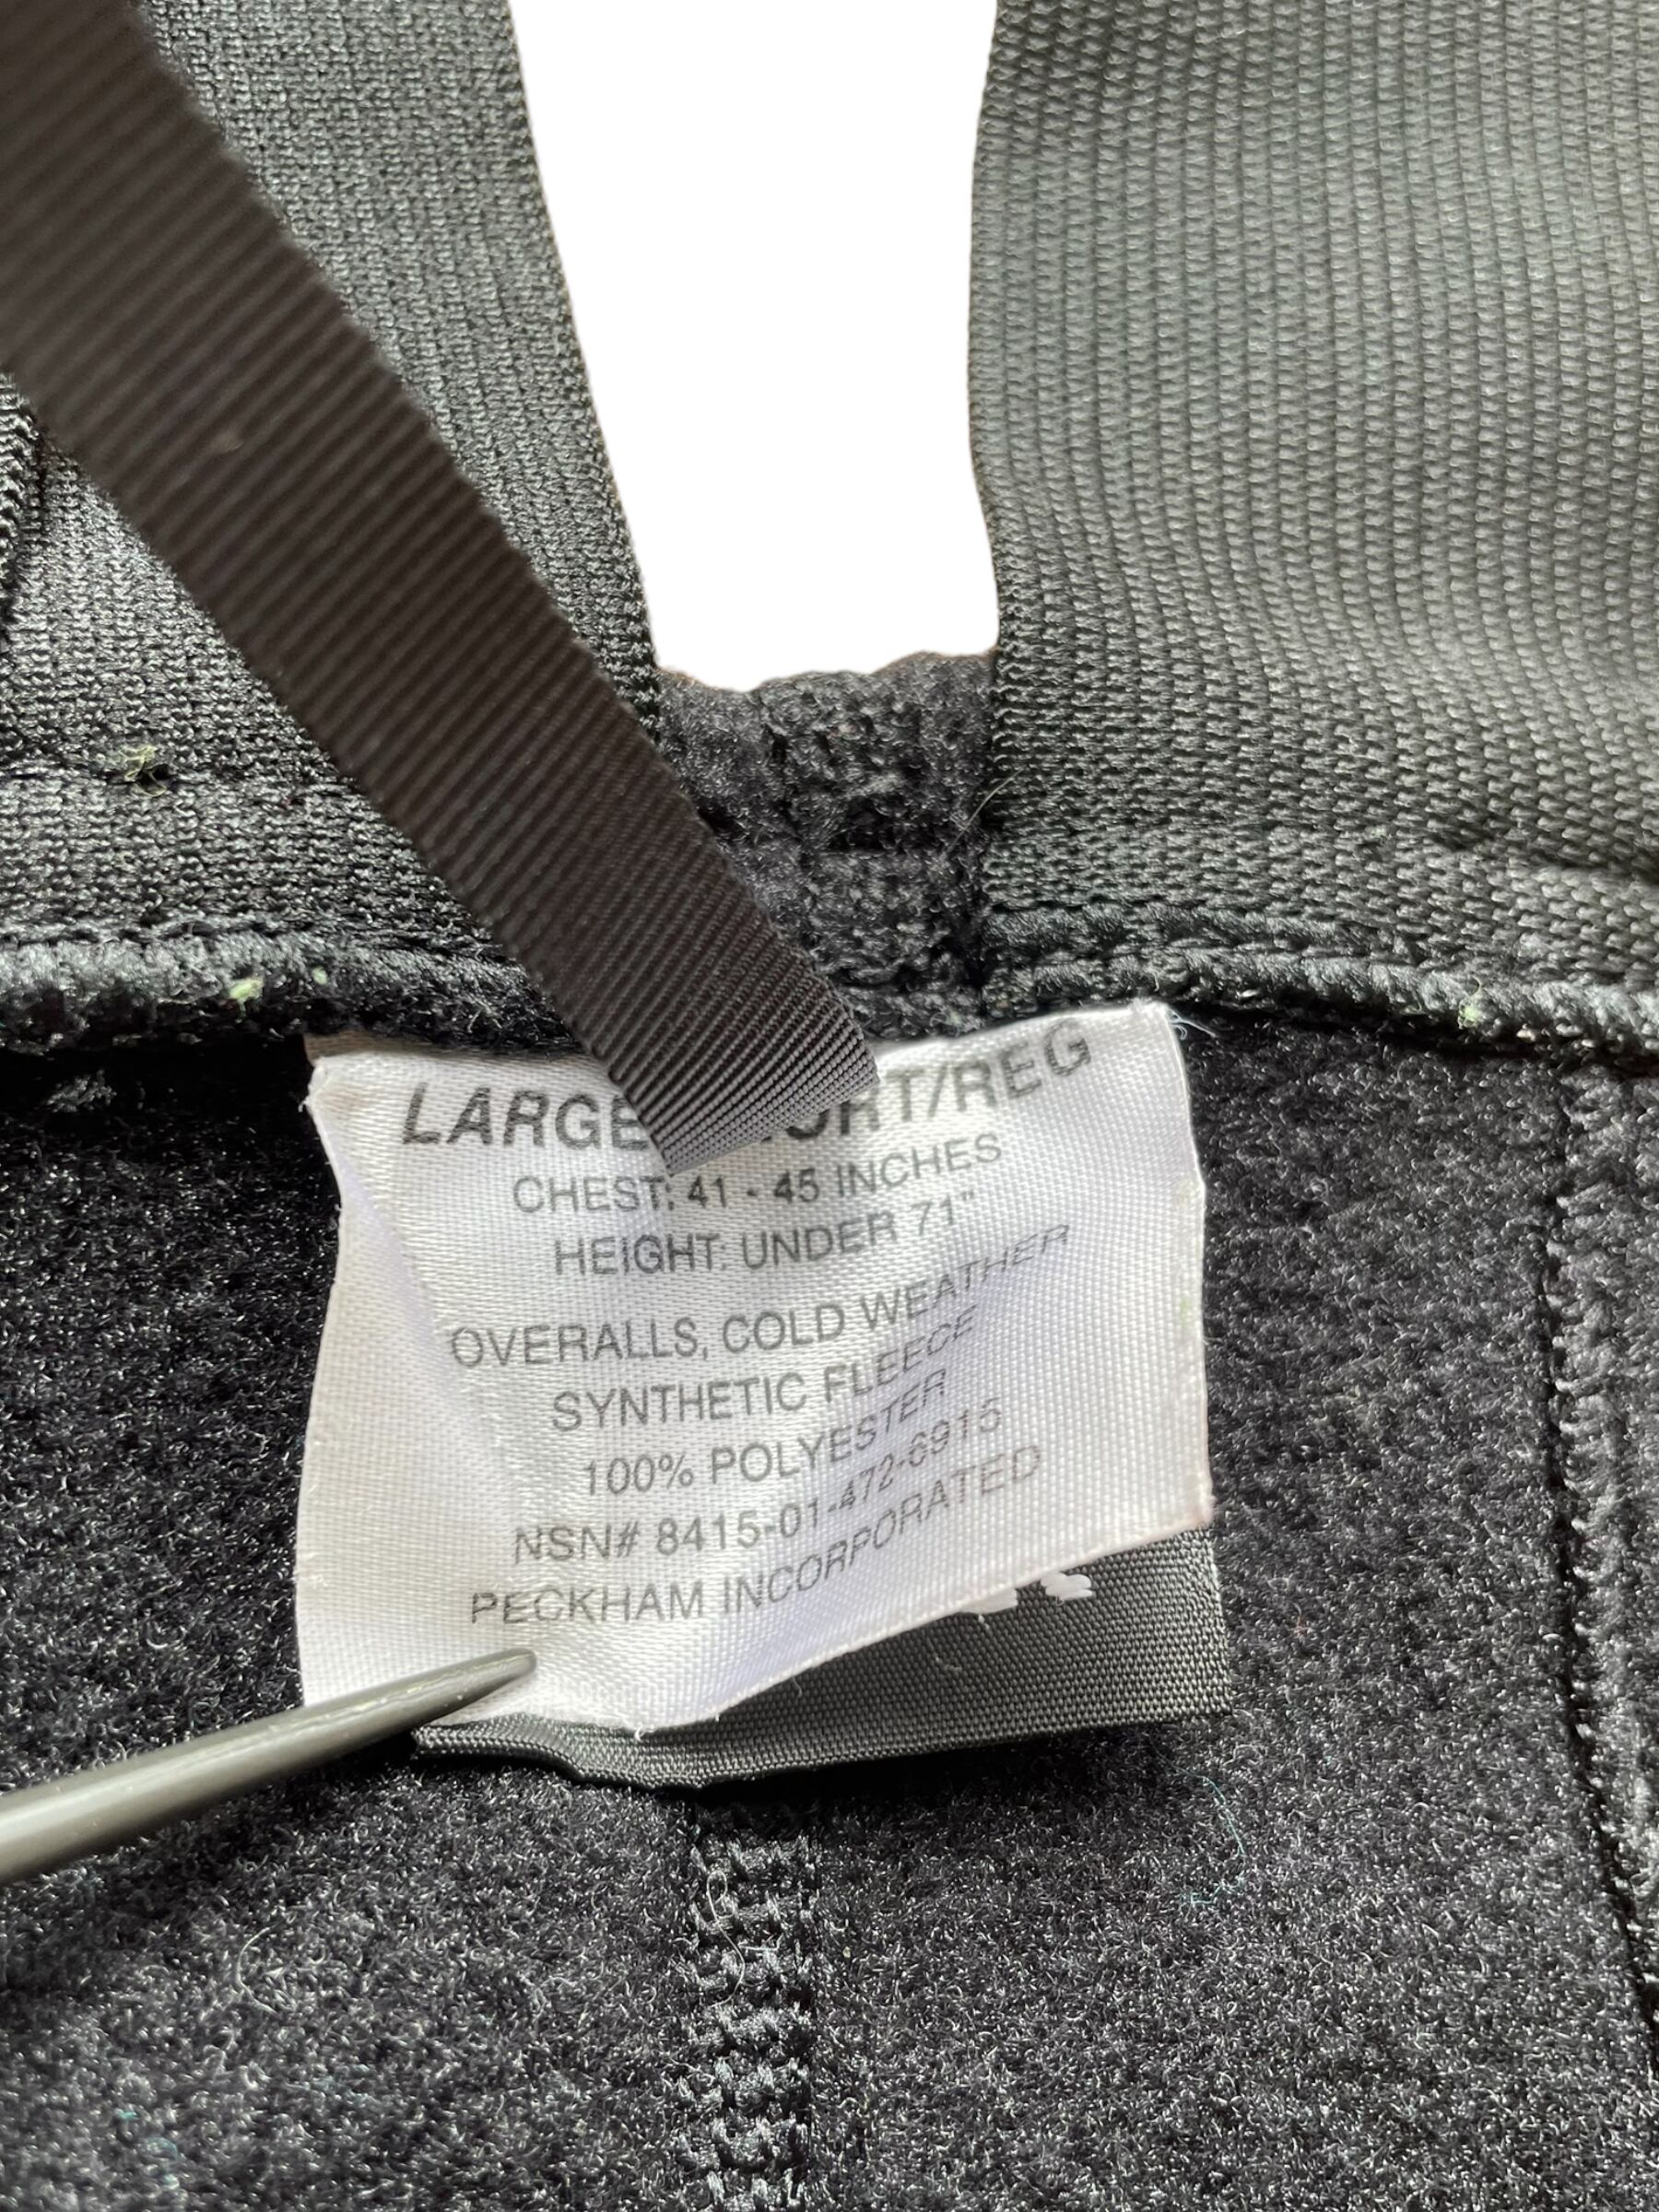 LARGE ORT/REG
CHEST: 41 - 45 INCHES
HEIGHT: UNDER 71"
OVERALLS, COLD WEATHER
SYNTHETIC FLEECE
100% POLYESTER
NSN# 8415-01-472-6915
PECKHAM INCORPORATED